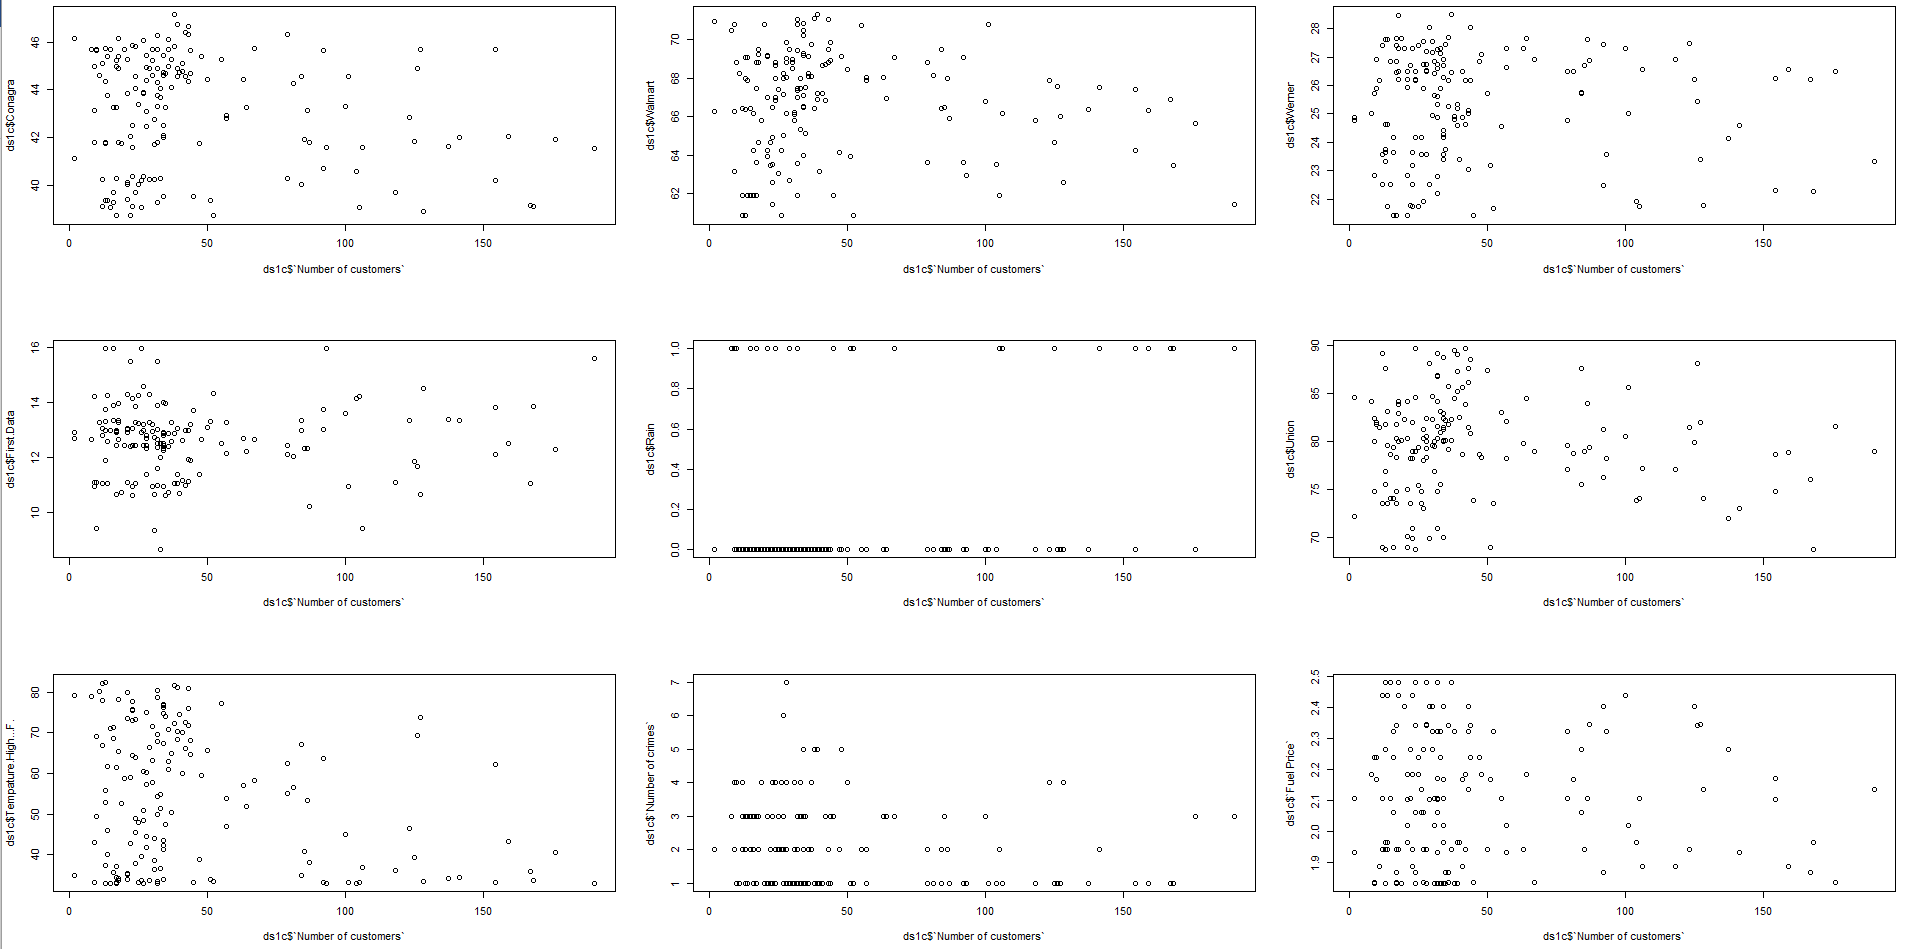 ds1c$Conagra
40 42 44 46
0 50 100 150
ds1c$`Number of customers`
ds1c$Walmart
62 64 66 68 70
0 50 100 150
ds1c$`Number of customers`
ds1c$Werner
22 23 24 25 26 27 28
0 50 100 150
ds1c$`Number of customers`
ds1c$First.Data
10 12 14 16
0 50 100 150
ds1c$`Number of customers`
ds1c$Rain
0.0 0.2 0.4 0.6 0.8 1.0
0 50 100 150
ds1c$`Number of customers`
ds1c$Union
70 75 80 85 90
0 50 100 150
ds1c$`Number of customers`
ds1c$Tempature.High...F.
40 50 60 70 80
0 50 100 150
ds1c$`Number of customers`
ds1c$`Number of crimes`
1 2 3 4 5 6 7
0 50 100 150
ds1c$`Number of customers`
ds1c$`Fuel Price`
1.9 2.0 2.1 2.2 2.3 2.4 2.5
0 50 100 150
ds1c$`Number of customers`